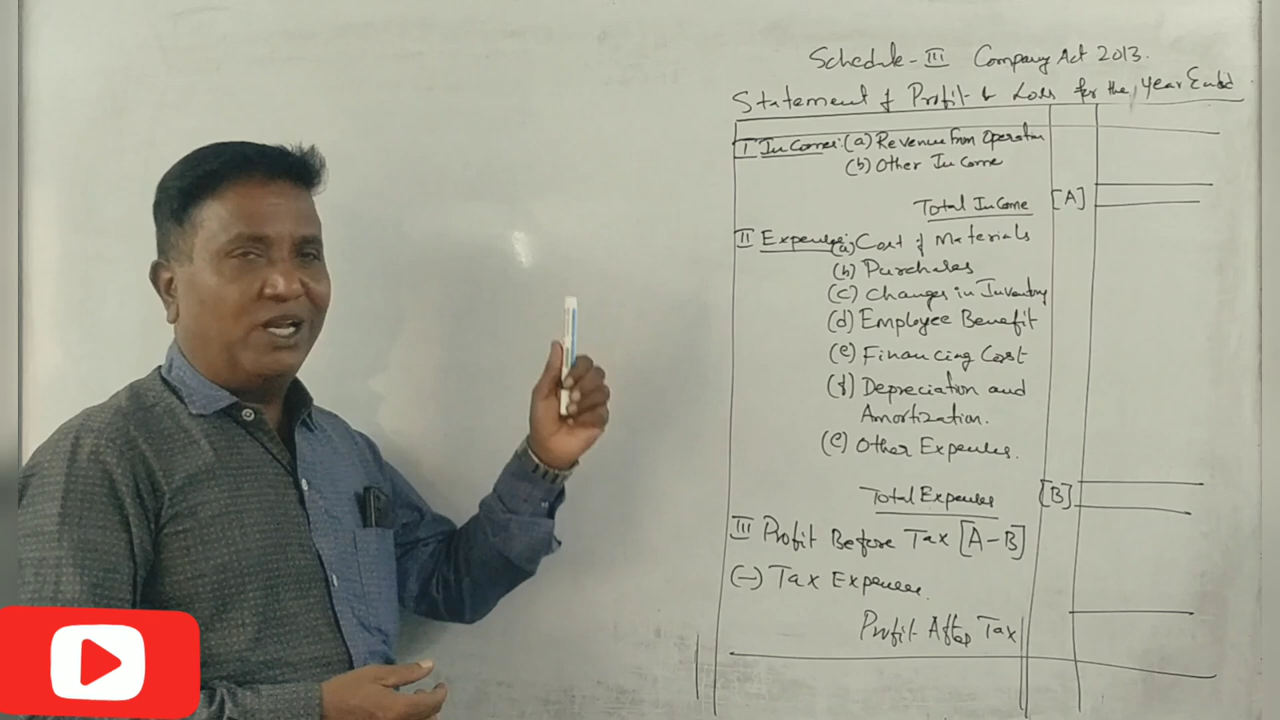 Schedule - III Company Act 2013.
Statement of Profit & Loss for the Year Ended
I Income: (a) Revenue From Operation
(b) Other Income
Total Income [A]
II Expenses: (a) Cost of Materials
(b) Purchases
(c) Changes in Inventory
(d) Employee Benefit
(e) Financing Cost
(f) Depreciation and
Amortization.
(e) Other Expenses.
Total Expenses [B]
III Profit Before Tax [A-B]
(-) Tax Expenses.
Profit After Tax